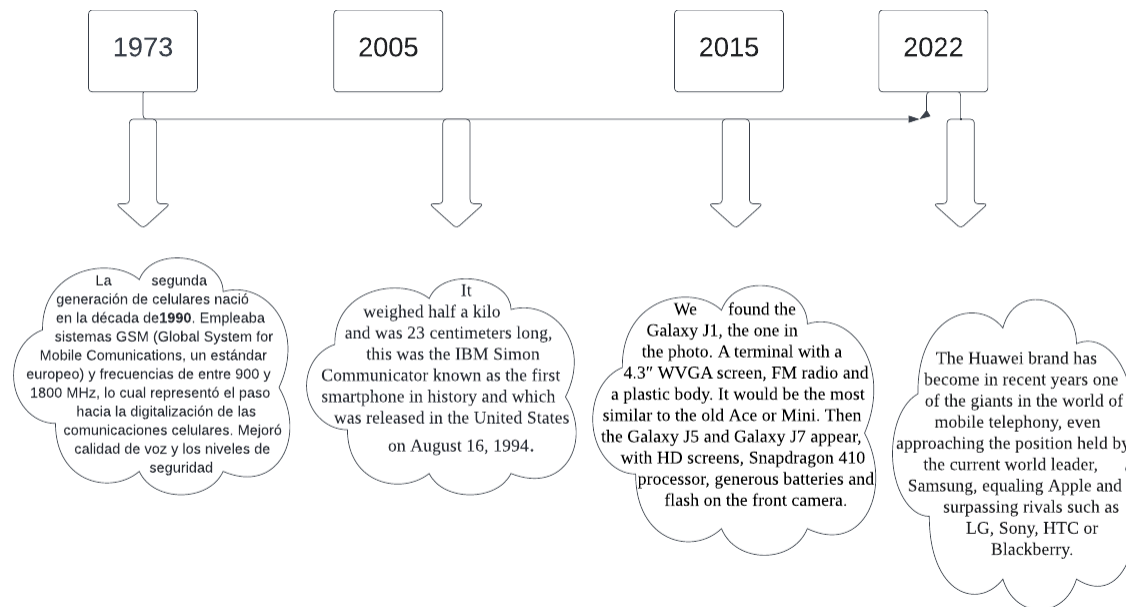 1973
2005
2015
2022
La segunda
generación de celulares nació
en la década de1990. Empleaba
sistemas GSM (Global System for
Mobile Comunications, un estándar
europeo) y frecuencias de entre 900 y
1800 MHz, lo cual representó el paso
hacia la digitalización de las
comunicaciones celulares. Mejoró
calidad de voz y los niveles de
seguridad
It
weighed half a kilo
and was 23 centimeters long,
this was the IBM Simon
Communicator known as the first
smartphone in history and which
was released in the United States
on August 16, 1994.
We found the
Galaxy J1, the one in
the photo. A terminal with a
4.3″ WVGA screen, FM radio and
a plastic body. It would be the most
similar to the old Ace or Mini. Then
the Galaxy J5 and Galaxy J7 appear,
with HD screens, Snapdragon 410
processor, generous batteries and
flash on the front camera.
The Huawei brand has
become in recent years one
of the giants in the world of
mobile telephony, even
approaching the position held by
the current world leader,
Samsung, equaling Apple and
surpassing rivals such as
LG, Sony, HTC or
Blackberry.